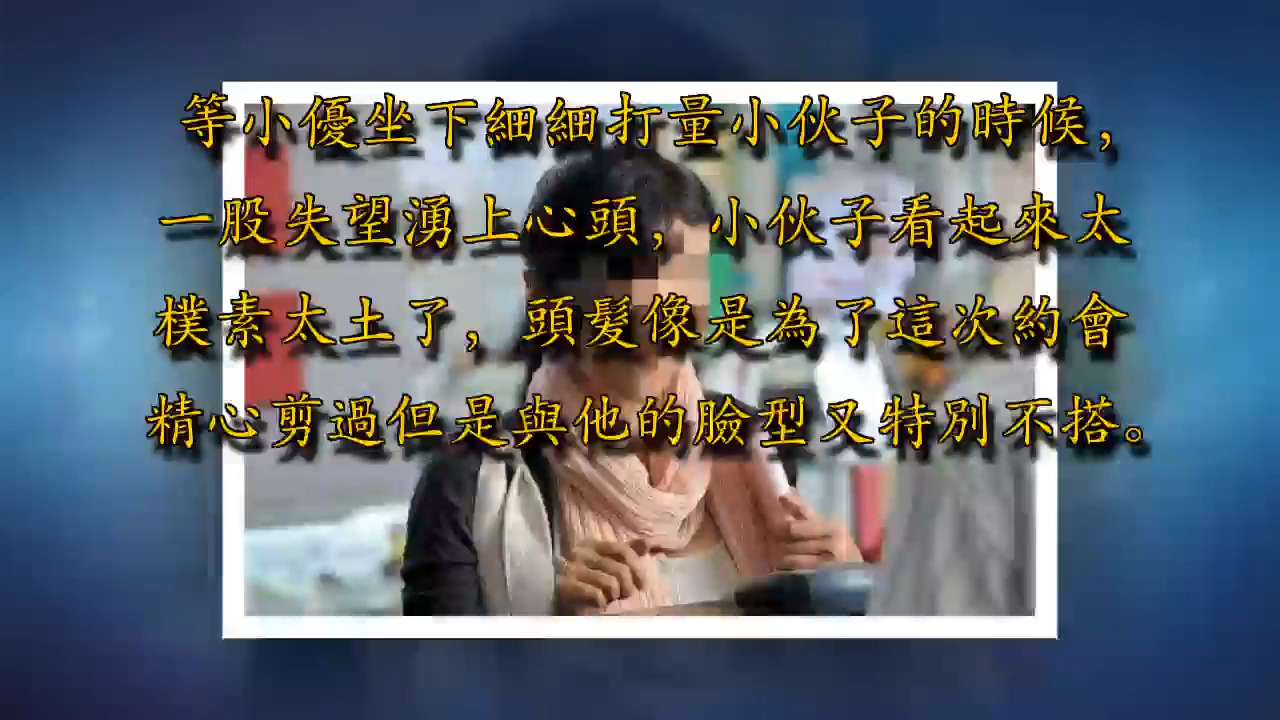 等小優坐下細細打量小伙子的時候，
一股失望湧上心頭，小伙子看起來太
樸素太土了，頭髮像是為了這次約會
精心剪過但是與他的臉型又特別不搭。